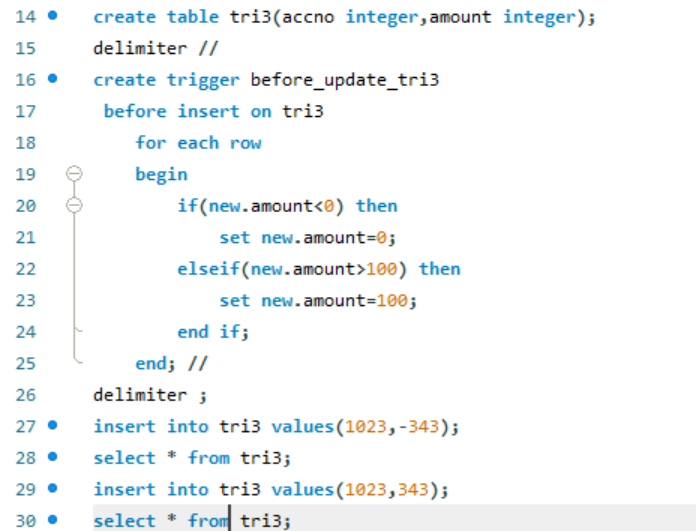 14 create table tri3(accno integer,amount integer);
15 delimiter //
16 create trigger before_update_tri3
17 before insert on tri3
18 for each row
19 begin
20 if(new.amount<0) then
21 set new.amount=0;
22 elseif(new.amount>100) then
23 set new.amount=100;
24 end if;
25 end; //
26 delimiter ;
27 insert into tri3 values(1023,-343);
28 select * from tri3;
29 insert into tri3 values(1023,343);
30 select * from tri3;